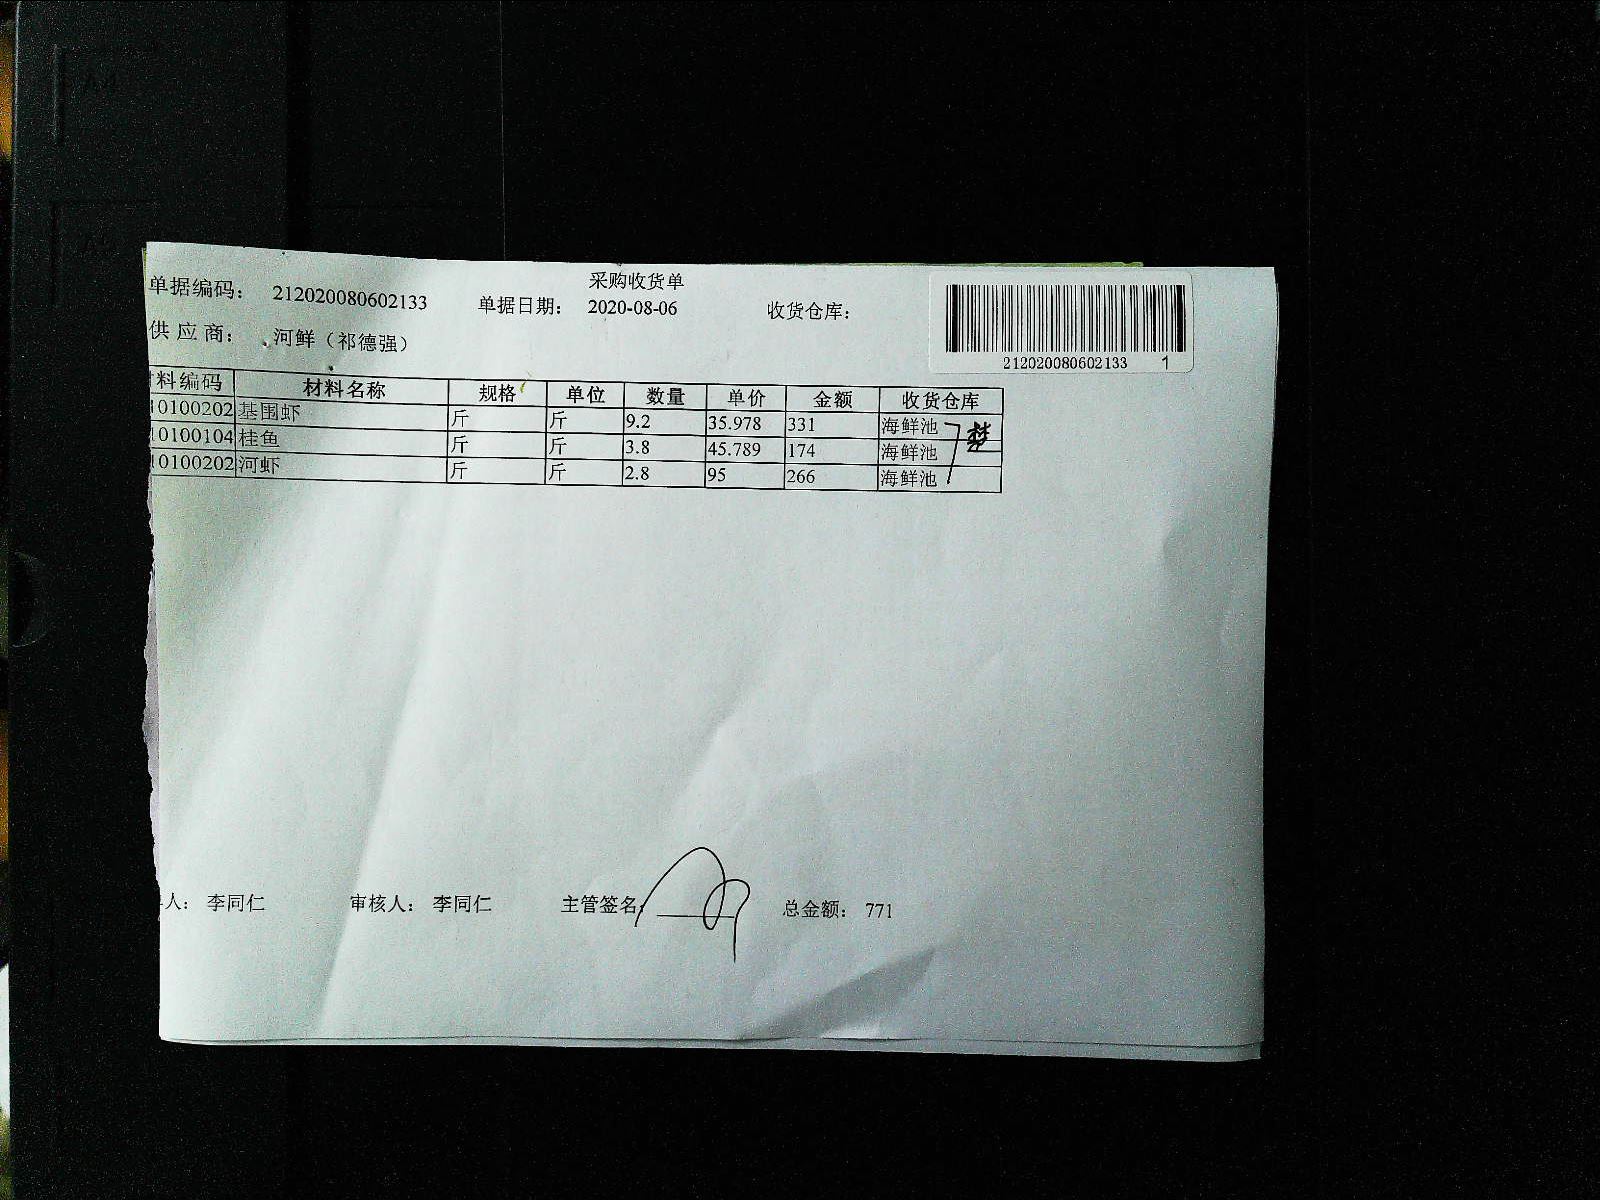 采购收货单
单据编码： 212020080602133 单据日期： 2020-08-06 收货仓库：
212020080602133 1
供应商： 河鲜（祁德强）
料编码 材料名称 规格 单位 数量 单价 金额 收货仓库
10100202 基围虾 斤 斤 9.2 35.978 331 海鲜池
10100104 桂鱼 斤 斤 3.8 45.789 174 海鲜池
10100202 河虾 斤 斤 2.8 95 266 海鲜池
人： 李同仁 审核人： 李同仁 主管签名： 总金额： 771